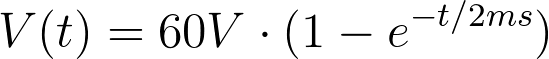 V(t) = 60V · (1 − e^{−t/2ms})